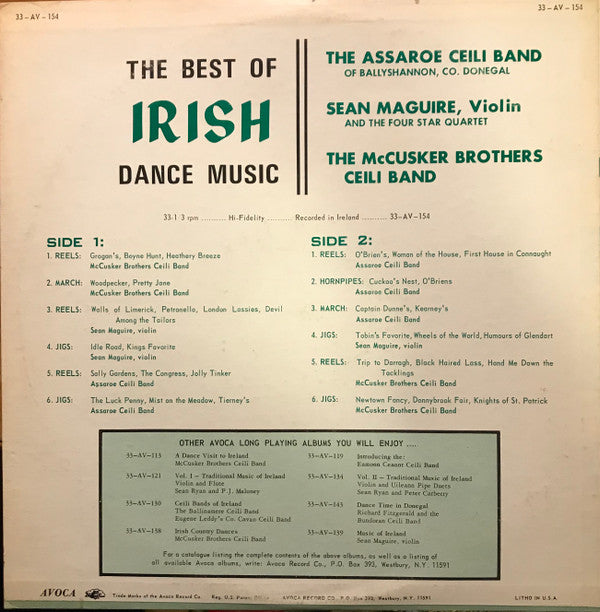 33-AV-154
33-AV-154
THE BEST OF
IRISH
DANCE MUSIC
THE ASSAROE CEILI BAND
OF BALLYSHANNON, CO. DONEGAL
SEAN MAGUIRE, Violin
AND THE FOUR STAR QUARTET
THE McCUSKER BROTHERS
CEILI BAND
33-1/3 rpm .......... Hi-Fidelity .......... Recorded in Ireland .......... 33-AV-154
SIDE 1:
1. REELS: Grogan's, Boyne Hunt, Heathery Breeze
McCusker Brothers Ceili Band
2. MARCH: Woodpecker, Pretty Jane
McCusker Brothers Ceili Band
3. REELS: Walls of Limerick, Petronello, London Lassies, Devil
Among the Tailors
Sean Maguire, violin
4. JIGS: Idle Road, Kings Favorite
Sean Maguire, violin
5. REELS: Sally Gardens, The Congress, Jolly Tinker
Assaroe Ceili Band
6. JIGS: The Luck Penny, Mist on the Meadow, Tierney's
Assaroe Ceili Band
SIDE 2:
1. REELS: O'Brien's, Woman of the House, First House in Connaught
Assaroe Ceili Band
2. HORNPIPES: Cuckoo's Nest, O'Briens
Assaroe Ceili Band
3. MARCH: Captain Dunne's, Kearney's
Assaroe Ceili Band
4. JIGS: Tobin's Favorite, Wheels of the World, Humours of Glendart
Sean Maguire, violin
5. REELS: Trip to Darragh, Black Haired Lass, Hand Me Down the
Tacklings
McCusker Brothers Ceili Band
6. JIGS: Newtown Fancy, Dannybrook Fair, Knights of St. Patrick
McCusker Brothers Ceili Band
OTHER AVOCA LONG PLAYING ALBUMS YOU WILL ENJOY .....
33-AV-113 A Dance Visit to Ireland
McCusker Brothers Ceili Band
33-AV-121 Vol. I - Traditional Music of Ireland
Violin and Flute
Sean Ryan and P.J. Maloney
33-AV-130 Ceili Bands of Ireland
The Ballinamere Ceili Band
Eugene Leddy's Co. Cavan Ceili Band
33-AV-138 Irish Country Dances
McCusker Brothers Ceili Band
33-AV-119 Introducing the:
Eamonn Ceannt Ceili Band
33-AV-134 Vol. II - Traditional Music of Ireland
Violin and Uileann Pipe Duets
Sean Ryan and Peter Carberry
33-AV-143 Dance Time in Donegal
Richard Fitzgerald and the
Bundoran Ceili Band
33-AV-139 Music of Ireland
Sean Maguire, violin
For a catalogue listing the complete contents of the above albums, as well as a listing of
all available Avoca albums, write: Avoca Record Co., P.O. Box 393, Westbury, N.Y. 11591
AVOCA Trade Marks of the Avoca Record Co. Reg. U.S. Patent Office AVOCA RECORD CO., P.O. Box 393, Westbury, N.Y. 11591 LITHO IN U.S.A.